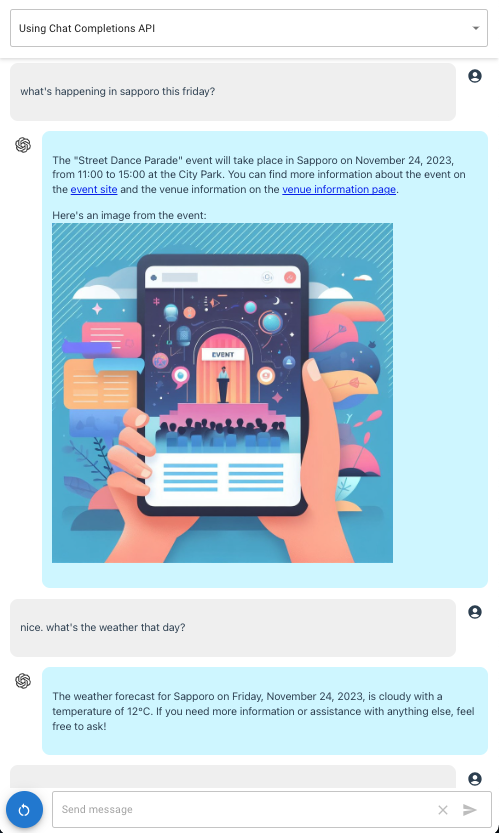 Using Chat Completions API
what's happening in sapporo this friday?
The "Street Dance Parade" event will take place in Sapporo on November 24, 2023,
from 11:00 to 15:00 at the City Park. You can find more information about the event on
the event site and the venue information on the venue information page.
Here's an image from the event:
EVENT
nice. what's the weather that day?
The weather forecast for Sapporo on Friday, November 24, 2023, is cloudy with a
temperature of 12°C. If you need more information or assistance with anything else, feel
free to ask!
Send message